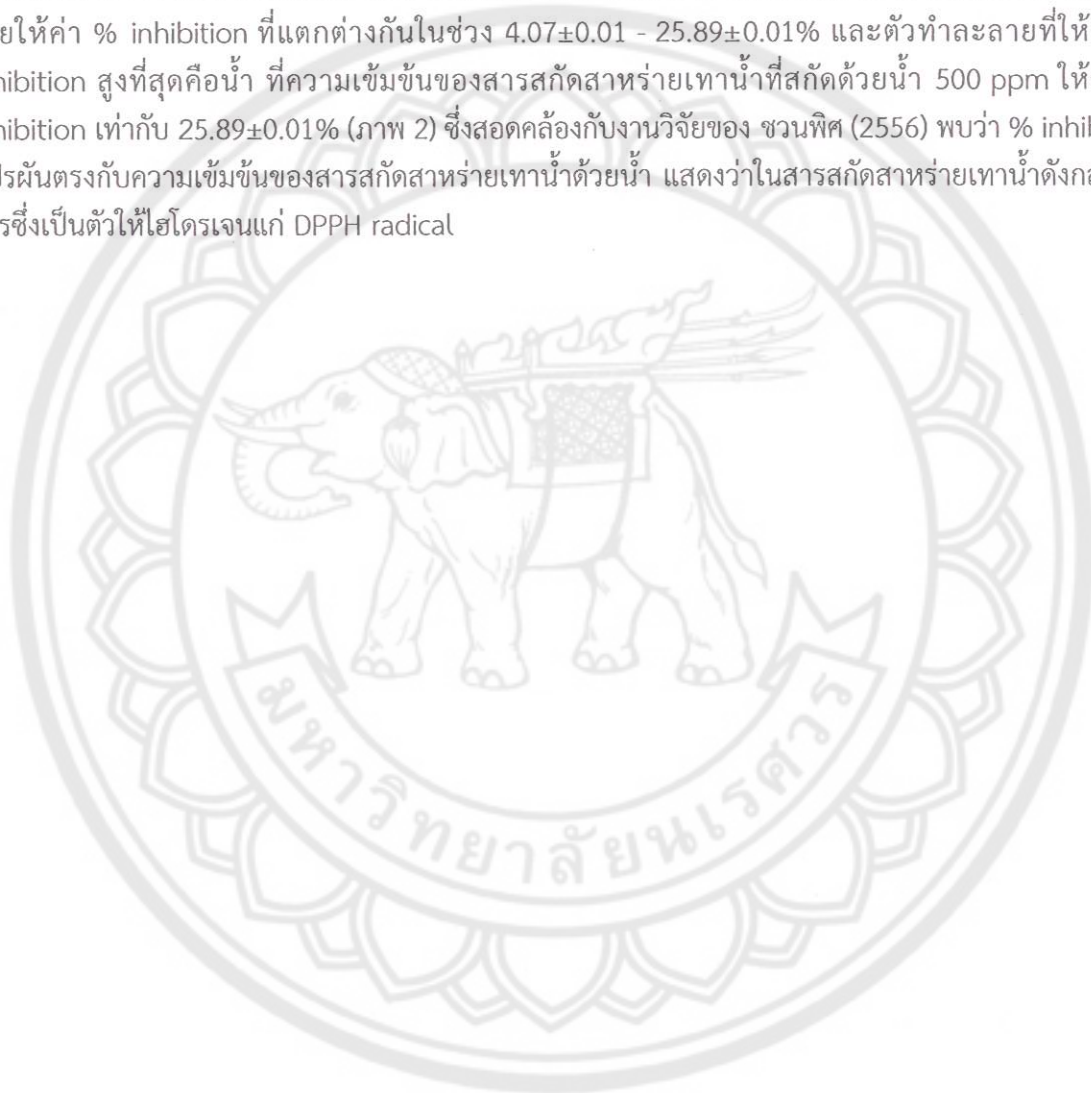 ยให้ค่า % inhibition ที่แตกต่างกันในช่วง 4.07±0.01 - 25.89±0.01% และตัวทำละลายที่ให้
hibition สูงที่สุดคือน้ำ ที่ความเข้มข้นของสารสกัดสาหร่ายเทาน้ำที่สกัดด้วยน้ำ 500 ppm ให้
hibition เท่ากับ 25.89±0.01% (ภาพ 2) ซึ่งสอดคล้องกับงานวิจัยของ ชวนพิศ (2556) พบว่า % inhil
ปรผันตรงกับความเข้มข้นของสารสกัดสาหร่ายเทาน้ำด้วยน้ำ แสดงว่าในสารสกัดสาหร่ายเทาน้ำดังกล
รซึ่งเป็นตัวให้ไฮโดรเจนแก่ DPPH radical
มหาวิทยาลัยนเรศวร